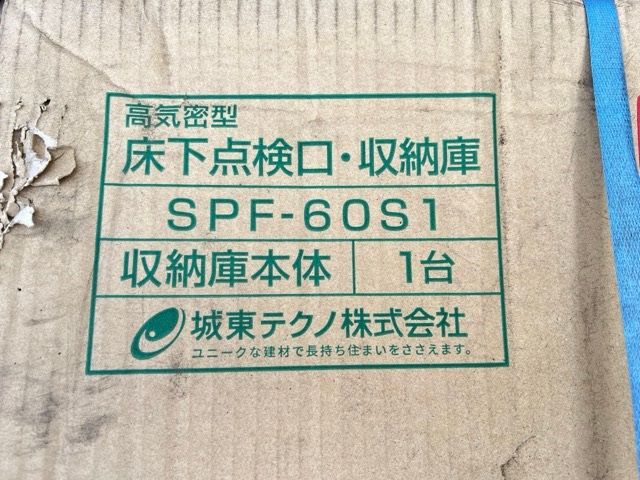 高気密型
床下点検口・収納庫
SPF-60S1
収納庫本体 1台
城東テクノ株式会社
ユニークな建材で長持ち住まいをささえます。